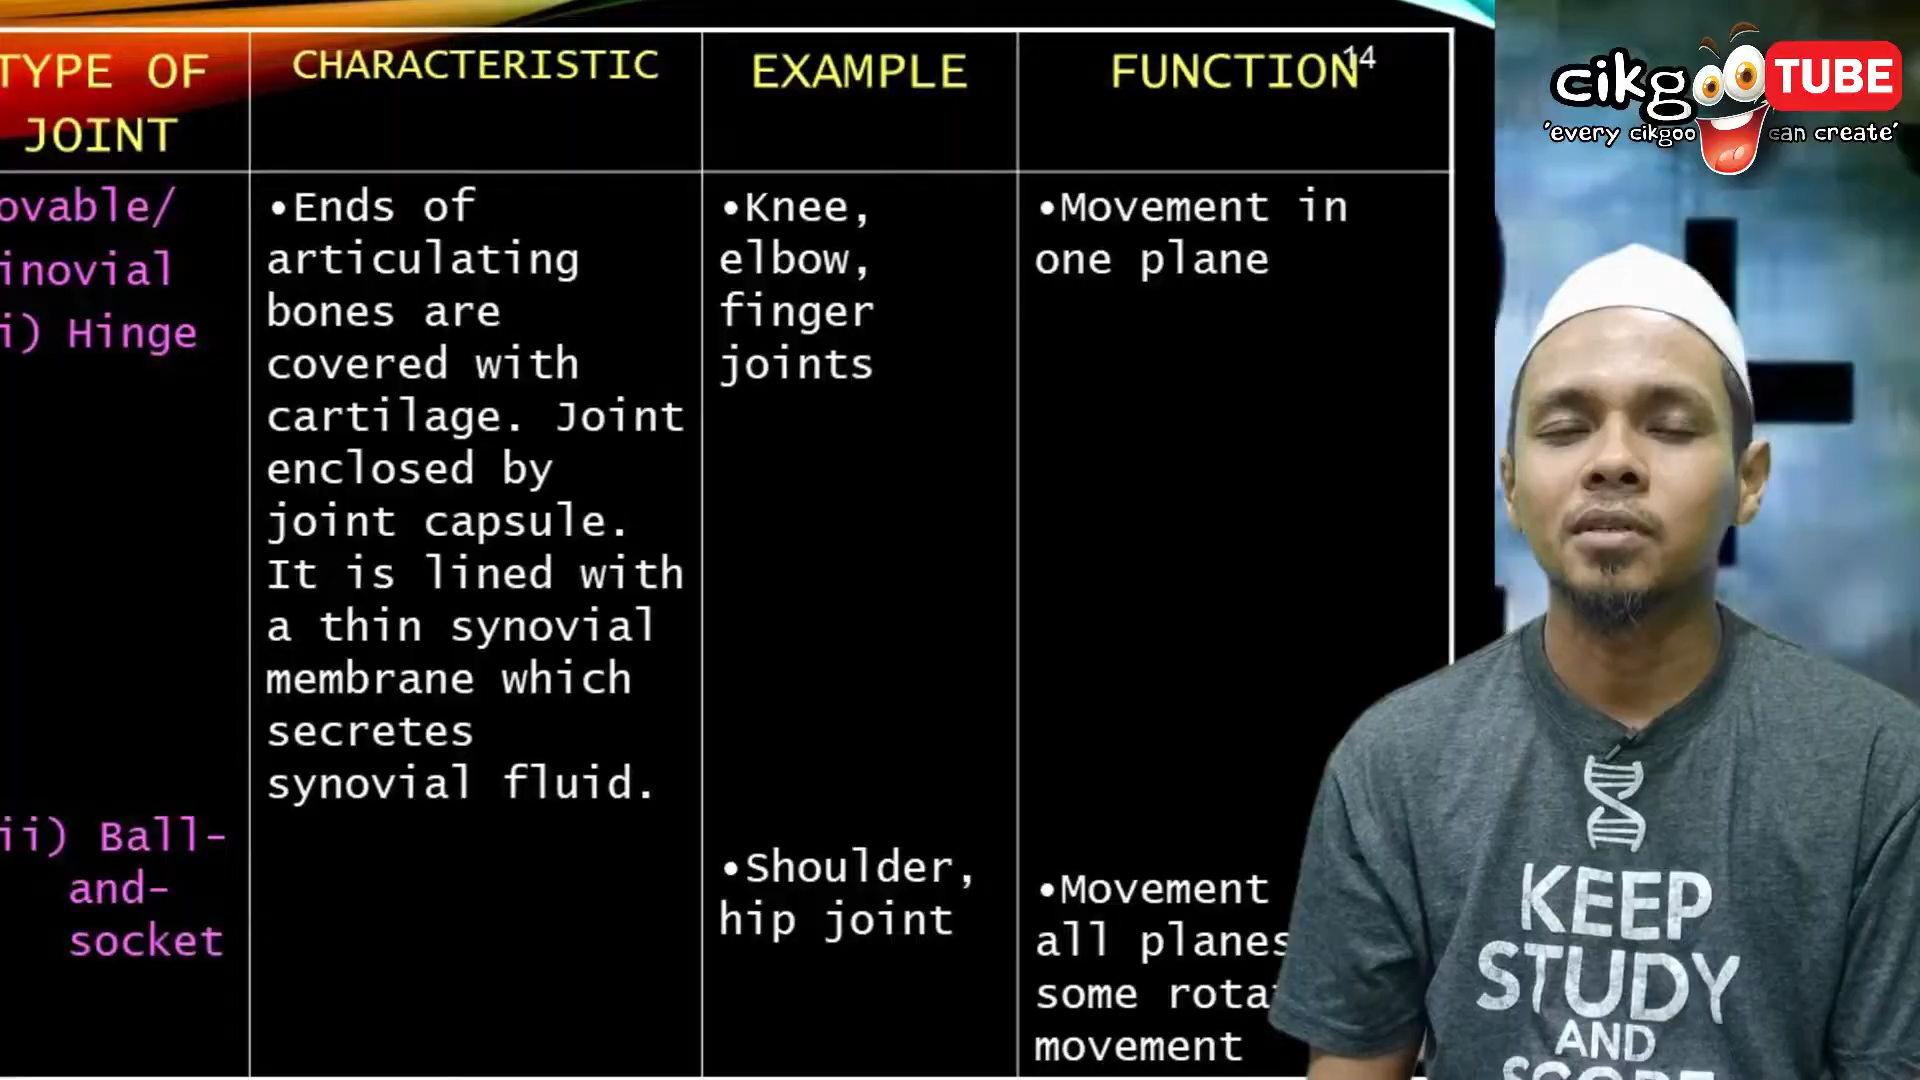 TYPE OF
JOINT
CHARACTERISTIC
EXAMPLE
FUNCTION
14
ovable/
inovial
i) Hinge
•Ends of
articulating
bones are
covered with
cartilage. Joint
enclosed by
joint capsule.
It is lined with
a thin synovial
membrane which
secretes
synovial fluid.
•Knee,
elbow,
finger
joints
•Movement in
one plane
ii) Ball-
and-
socket
•Shoulder,
hip joint
•Movement
all planes
some rota
movement
cikgoo TUBE
'every cikgoo can create'
KEEP
STUDY
AND
SCORE